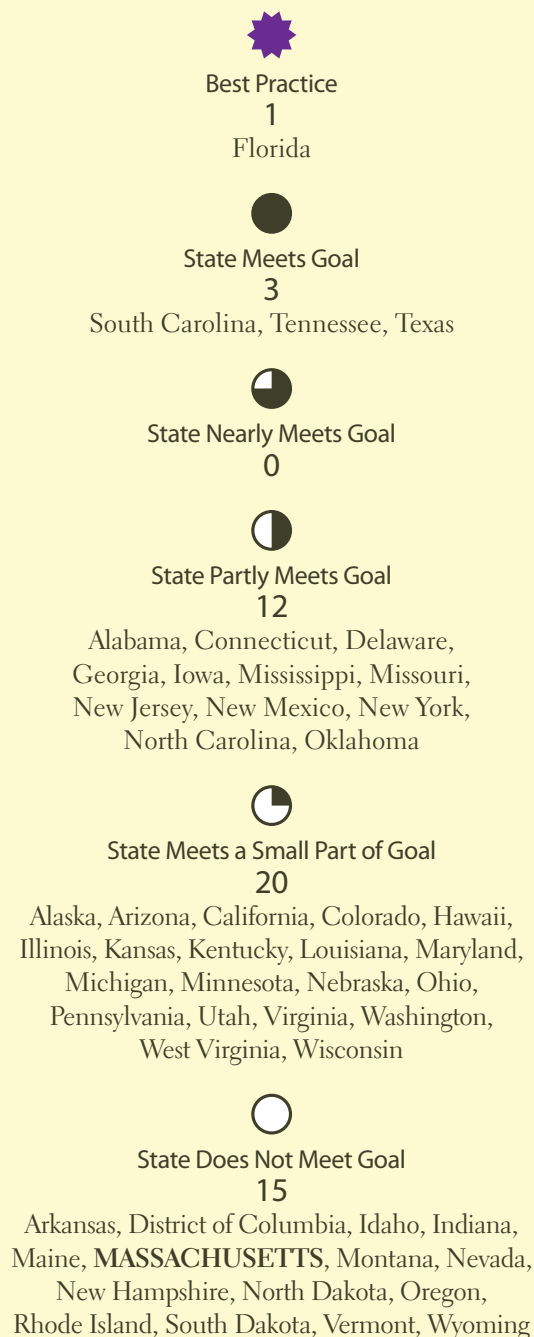 Best Practice
1
Florida
State Meets Goal
3
South Carolina, Tennessee, Texas
State Nearly Meets Goal
0
State Partly Meets Goal
12
Alabama, Connecticut, Delaware,
Georgia, Iowa, Mississippi, Missouri,
New Jersey, New Mexico, New York,
North Carolina, Oklahoma
State Meets a Small Part of Goal
20
Alaska, Arizona, California, Colorado, Hawaii,
Illinois, Kansas, Kentucky, Louisiana, Maryland,
Michigan, Minnesota, Nebraska, Ohio,
Pennsylvania, Utah, Virginia, Washington,
West Virginia, Wisconsin
State Does Not Meet Goal
15
Arkansas, District of Columbia, Idaho, Indiana,
Maine, MASSACHUSETTS, Montana, Nevada,
New Hampshire, North Dakota, Oregon,
Rhode Island, South Dakota, Vermont, Wyoming